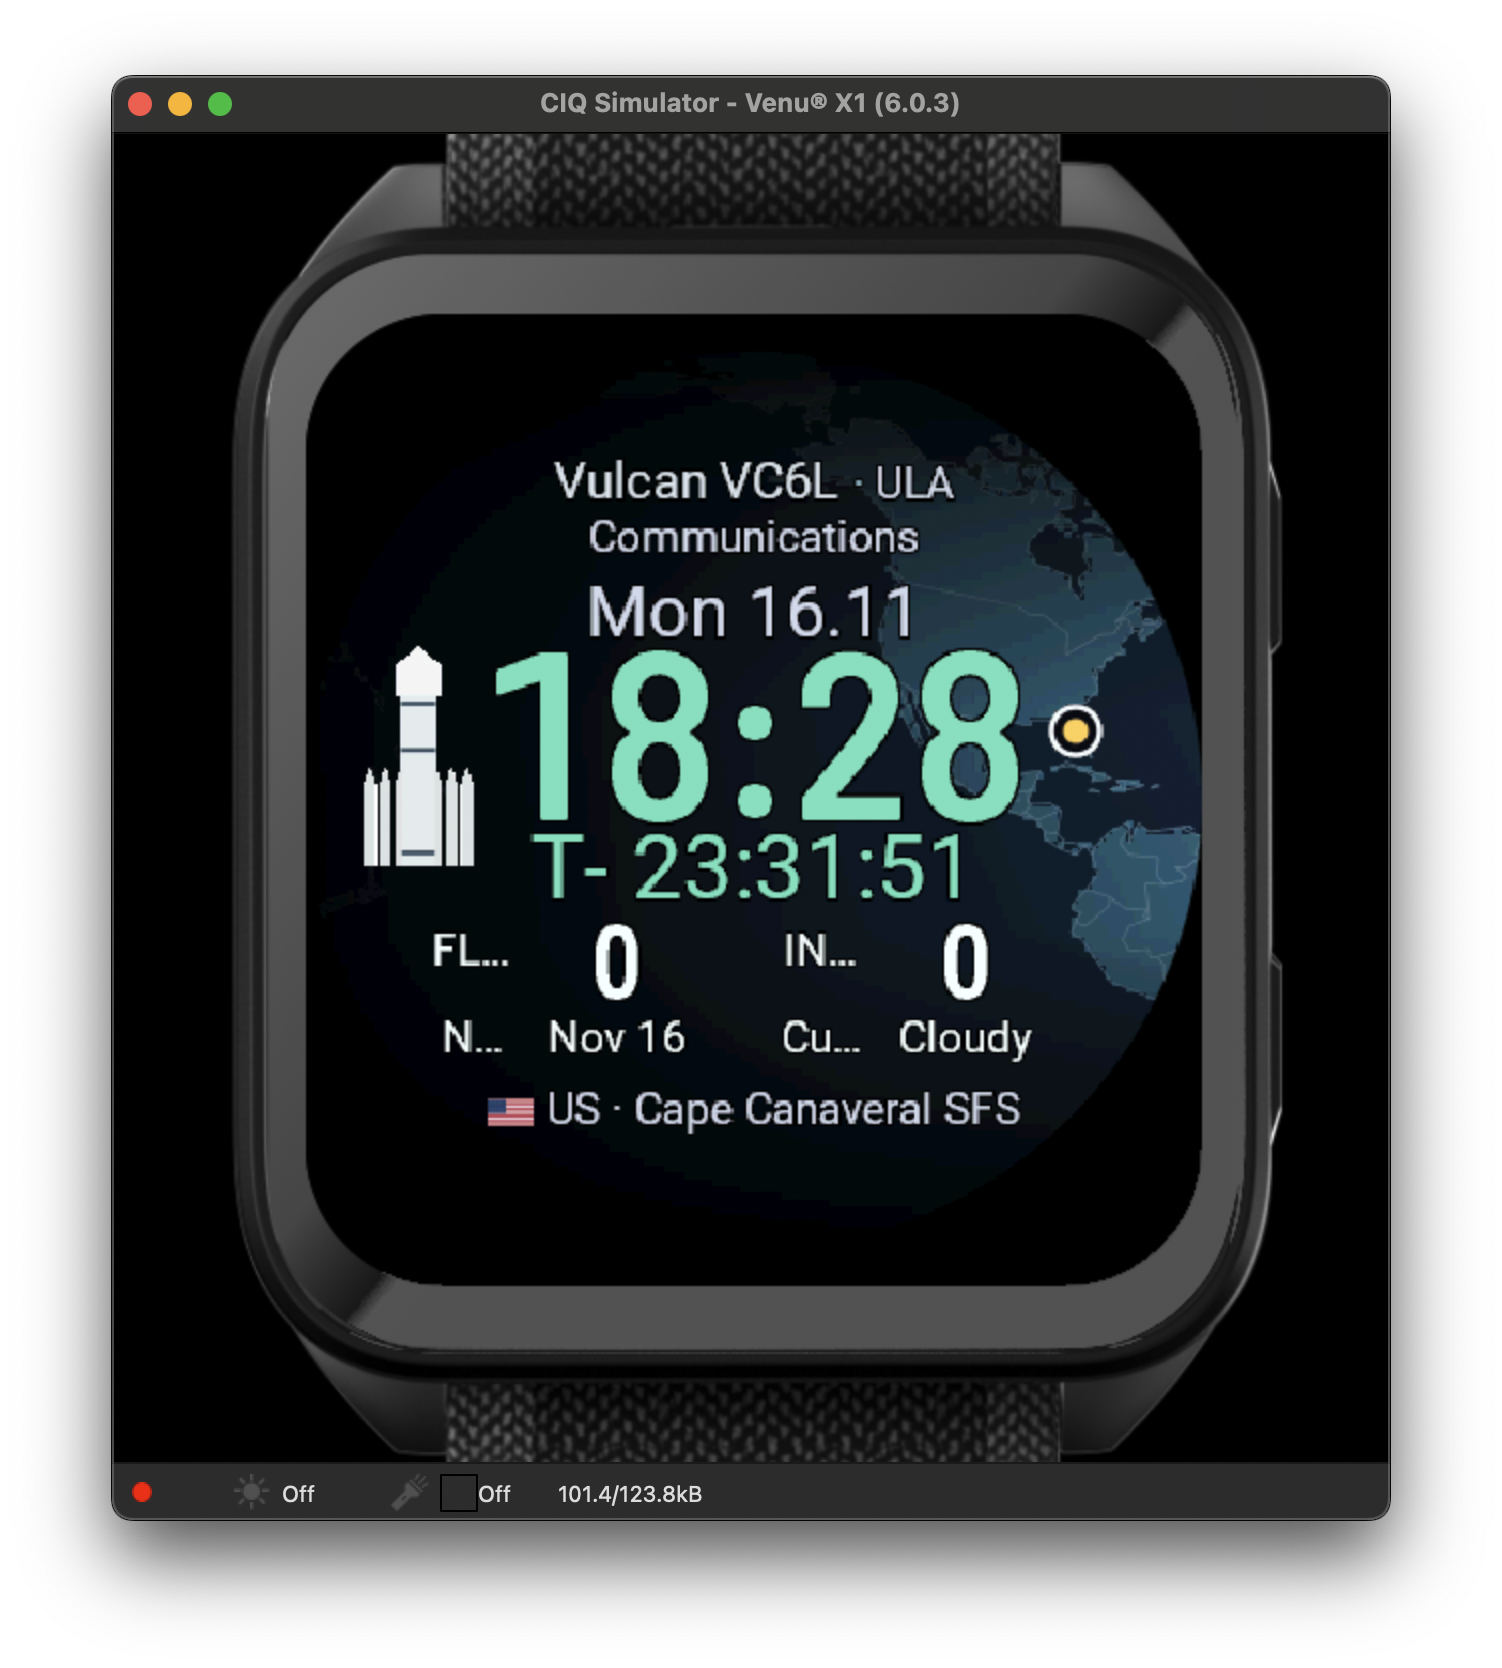 CIQ Simulator - Venu® X1 (6.0.3)
Vulcan VC6L · ULA
Communications
Mon 16.11
18:28
T- 23:31:51
FL... 0 IN... 0
N... Nov 16 Cu... Cloudy
US · Cape Canaveral SFS
Off Off 101.4/123.8kB